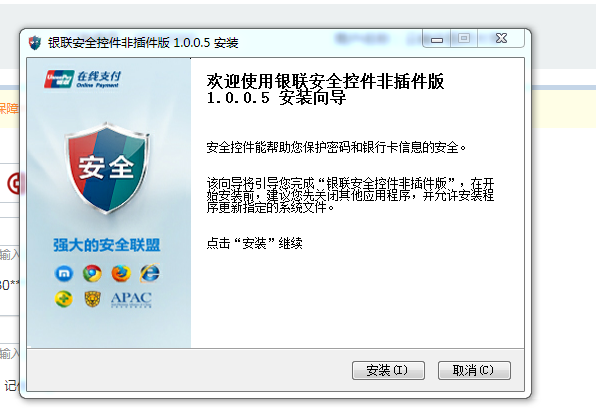 银联安全控件非插件版 1.0.0.5 安装
UnionPay 在线支付
Online Payment
欢迎使用银联安全控件非插件版
1.0.0.5 安装向导
保障
安全控件能帮助您保护密码和银行卡信息的安全。
安全
该向导将引导您完成“银联安全控件非插件版”，在开
始安装前，建议您先关闭其他应用程序，并允许安装程
序更新指定的系统文件。
强大的安全联盟
点击“安装”继续
输入
80**
APAC
输入
安装(I)
取消(C)